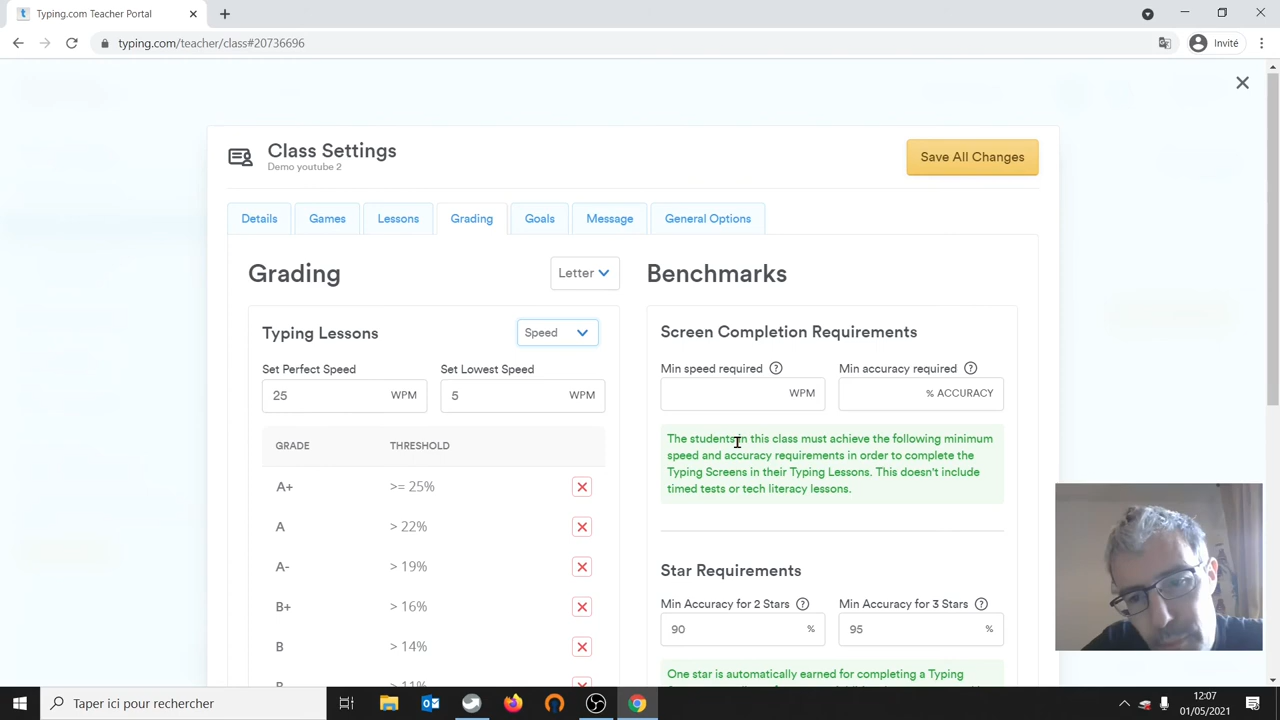 Typing.com Teacher Portal
typing.com/teacher/class#20736696
Invité
Class Settings
Demo youtube 2
Save All Changes
Details
Games
Lessons
Grading
Goals
Message
General Options
Grading
Letter
Typing Lessons
Speed
Set Perfect Speed
Set Lowest Speed
25 WPM
5 WPM
GRADE THRESHOLD
A+ >= 25%
A > 22%
A- > 19%
B+ > 16%
B > 14%
B- > 11%
Benchmarks
Screen Completion Requirements
Min speed required ?
Min accuracy required ?
WPM
% ACCURACY
The students in this class must achieve the following minimum
speed and accuracy requirements in order to complete the
Typing Screens in their Typing Lessons. This doesn't include
timed tests or tech literacy lessons.
Star Requirements
Min Accuracy for 2 Stars ?
Min Accuracy for 3 Stars ?
90 %
95 %
One star is automatically earned for completing a Typing
Taper ici pour rechercher
12:07
01/05/2021